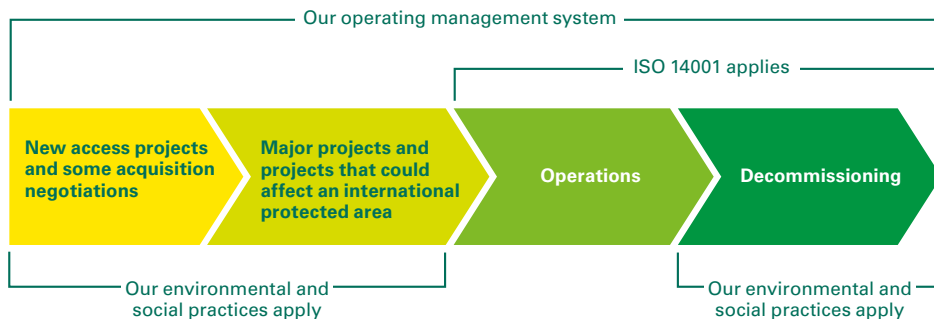 Our operating management system
ISO 14001 applies
New access projects
and some acquisition
negotiations
Major projects and
projects that could
affect an international
protected area
Operations
Decommissioning
Our environmental and
social practices apply
Our environmental and
social practices apply